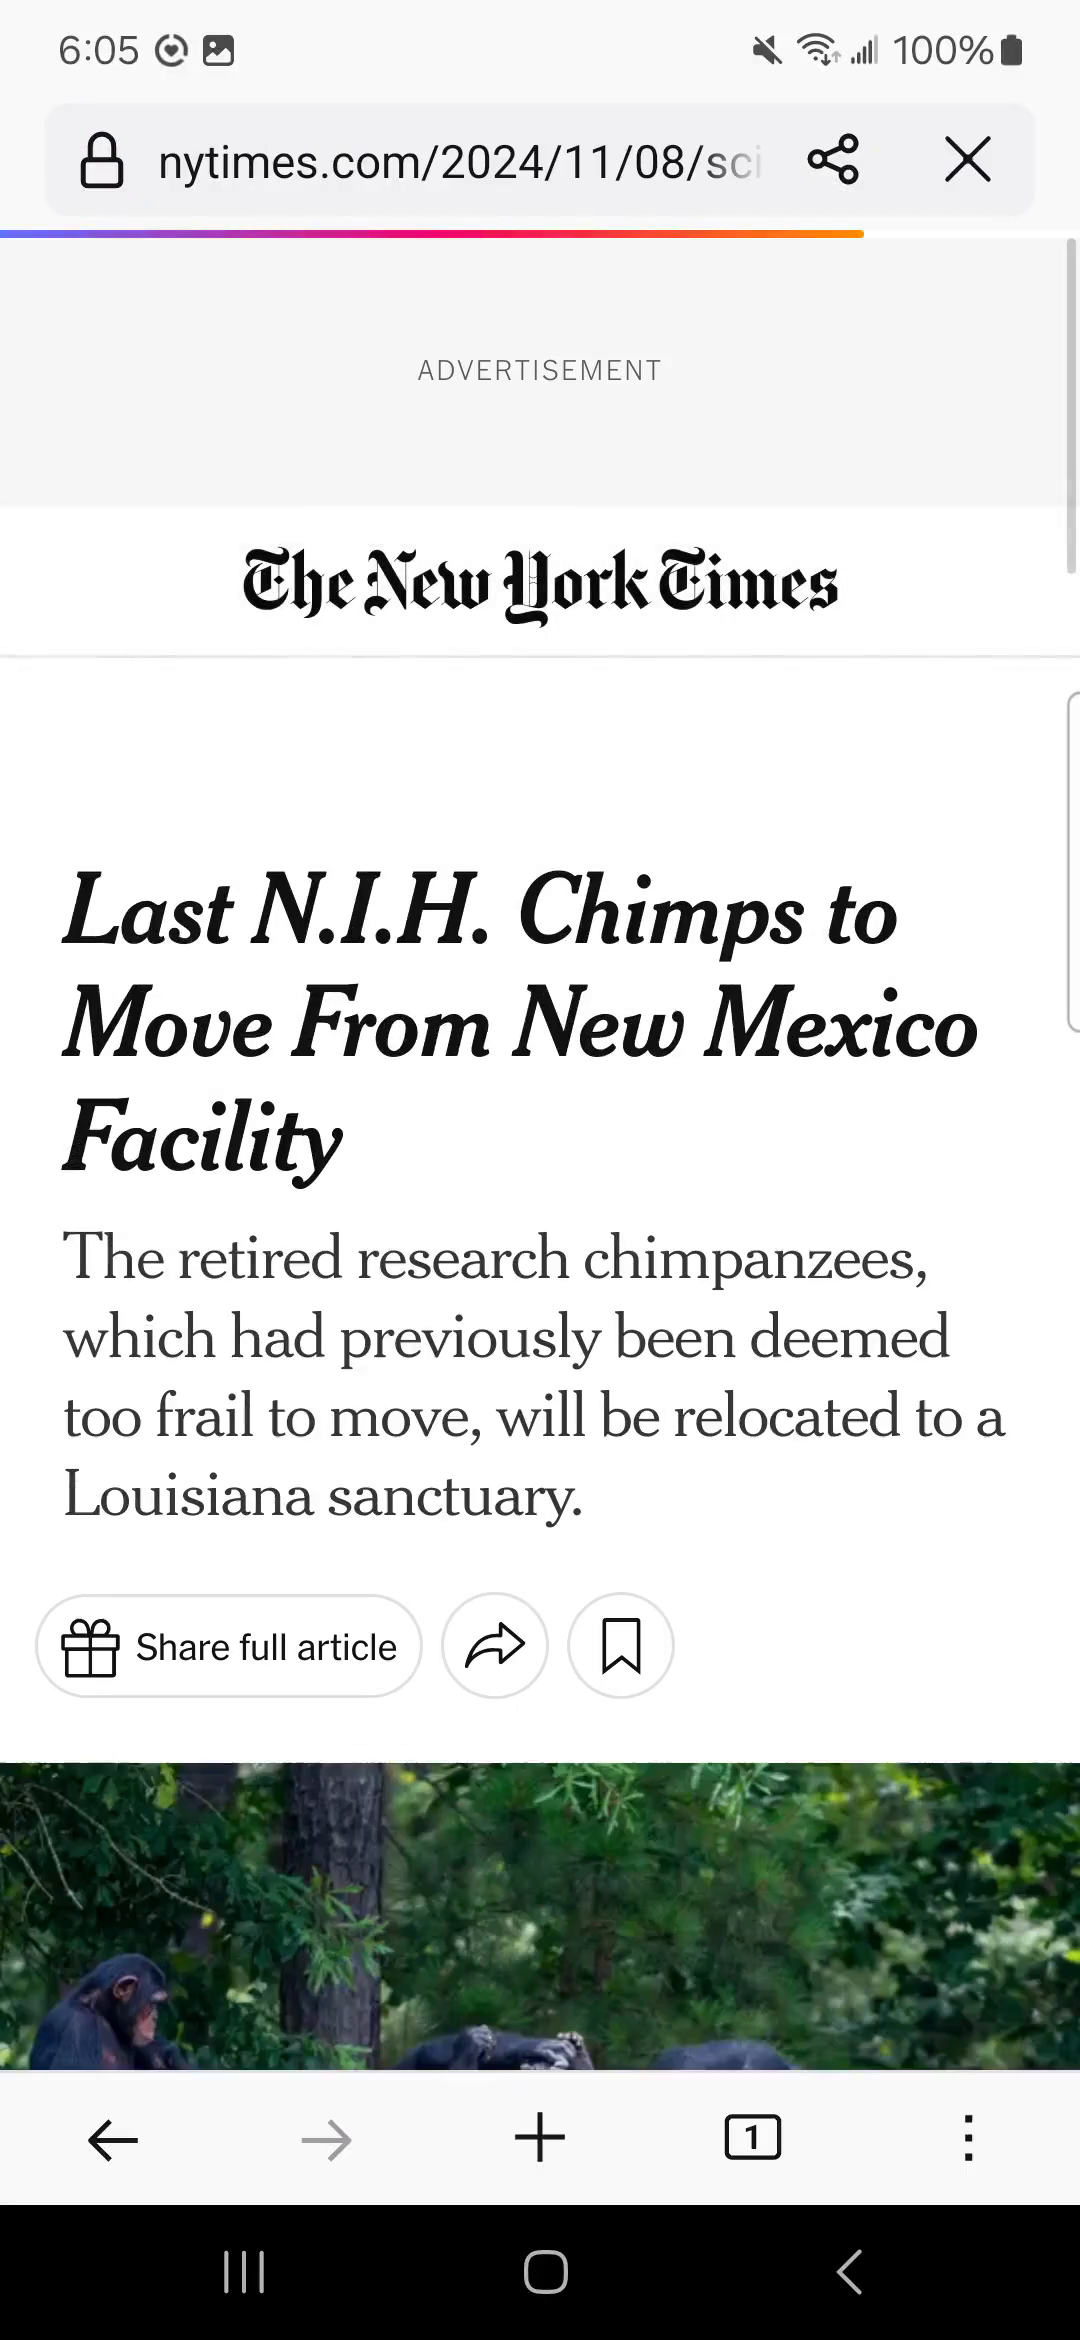 6:05 100%
nytimes.com/2024/11/08/sci
ADVERTISEMENT
The New York Times
Last N.I.H. Chimps to
Move From New Mexico
Facility
The retired research chimpanzees,
which had previously been deemed
too frail to move, will be relocated to a
Louisiana sanctuary.
Share full article
1